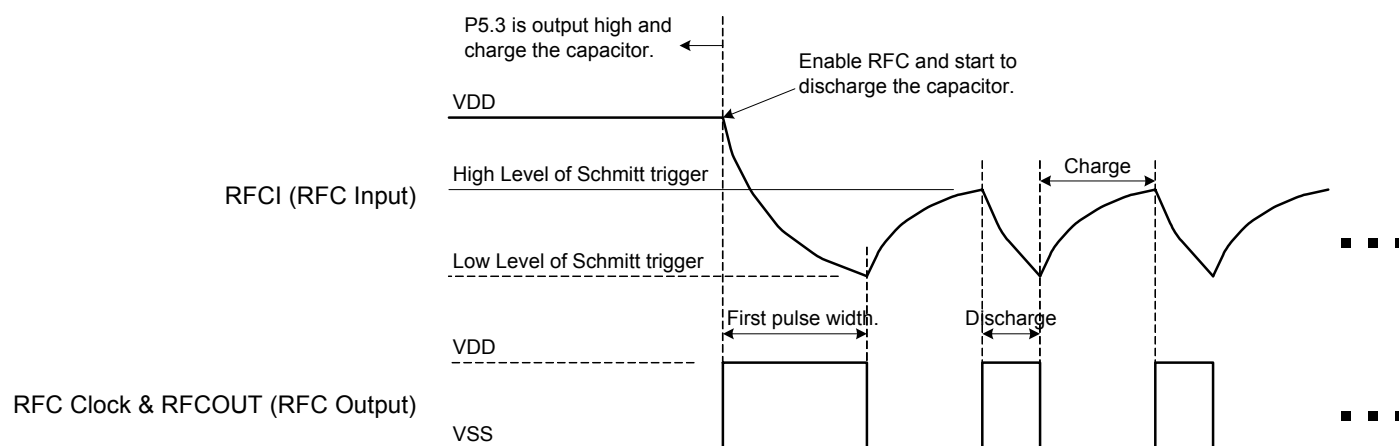 P5.3 is output high and
charge the capacitor.
Enable RFC and start to
discharge the capacitor.
VDD
High Level of Schmitt trigger
Charge
RFCI (RFC Input)
Low Level of Schmitt trigger
First pulse width.
Discharge
VDD
RFC Clock & RFCOUT (RFC Output)
VSS